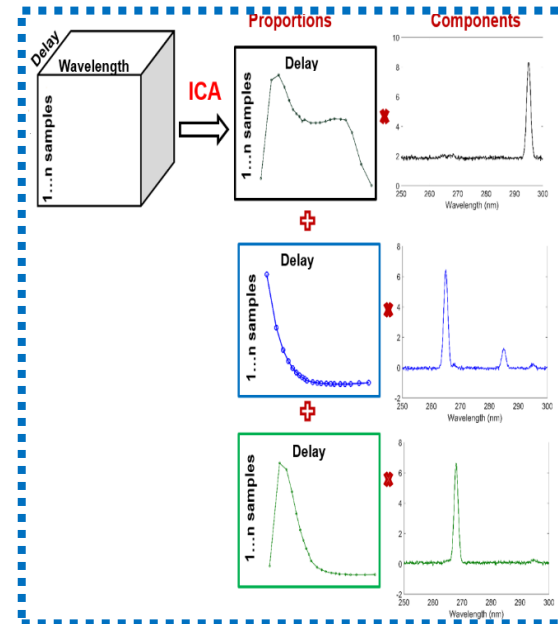 Proportions
Components
Delay
Wavelength
1...n samples
ICA
Delay
1...n samples
10
8
6
4
2
0
250 260 270 280 290 300
Wavelength (nm)
Delay
1...n samples
8
6
4
2
0
-2
250 260 270 280 290 300
Wavelength (nm)
Delay
1...n samples
8
6
4
2
0
-2
250 260 270 280 290 300
Wavelength (nm)